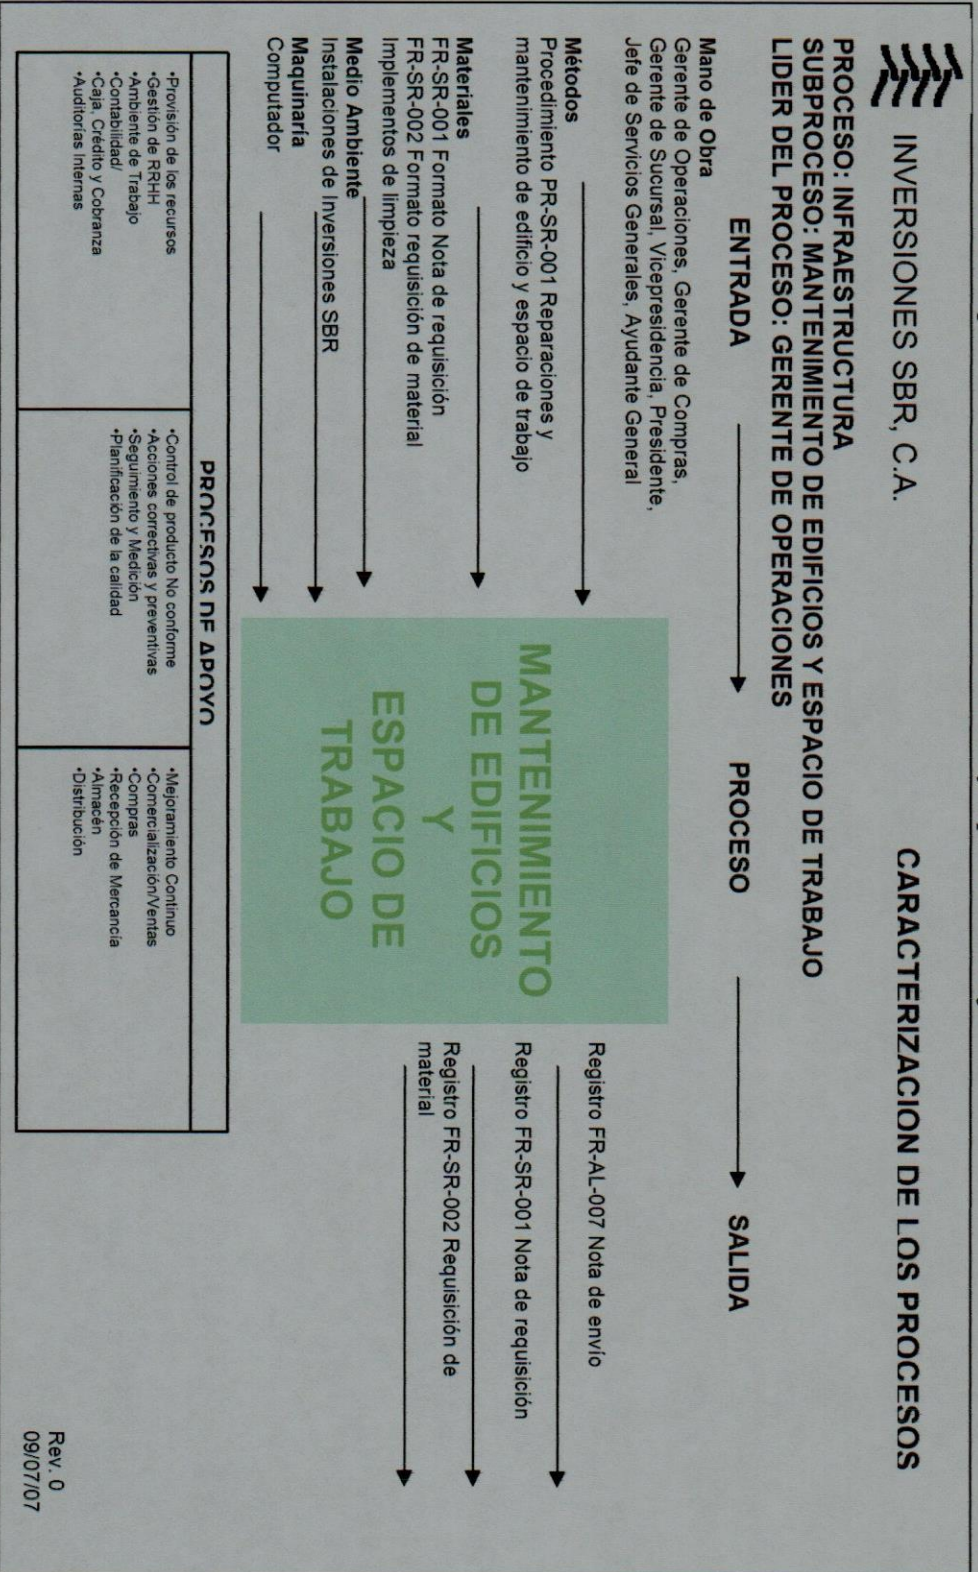 INVERSIONES SBR, C.A.
CARACTERIZACION DE LOS PROCESOS
PROCESO: INFRAESTRUCTURA
SUBPROCESO: MANTENIMIENTO DE EDIFICIOS Y ESPACIO DE TRABAJO
LIDER DEL PROCESO: GERENTE DE OPERACIONES
ENTRADA
PROCESO
SALIDA
Mano de Obra
Gerente de Operaciones, Gerente de Compras,
Gerente de Sucursal, Vicepresidencia, Presidente,
Jefe de Servicios Generales, Ayudante General
Métodos
Procedimiento PR-SR-001 Reparaciones y
mantenimiento de edificio y espacio de trabajo
Materiales
FR-SR-001 Formato Nota de requisición
FR-SR-002 Formato requisición de material
Implementos de limpieza
Medio Ambiente
Instalaciones de Inversiones SBR
Maquinaría
Computador
MANTENIMIENTO
DE EDIFICIOS
Y
ESPACIO DE
TRABAJO
Registro FR-AL-007 Nota de envío
Registro FR-SR-001 Nota de requisición
Registro FR-SR-002 Requisición de
material
PROCESOS DE APOYO
•Provisión de los recursos
•Gestión de RRHH
•Ambiente de Trabajo
•Contabilidad/
•Caja, Crédito y Cobranza
•Auditorías Internas
•Control de producto No conforme
•Acciones correctivas y preventivas
•Seguimiento y Medición
•Planificación de la calidad
•Mejoramiento Continuo
•Comercialización/Ventas
•Compras
•Recepción de Mercancía
•Almacén
•Distribución
Rev. 0
09/07/07